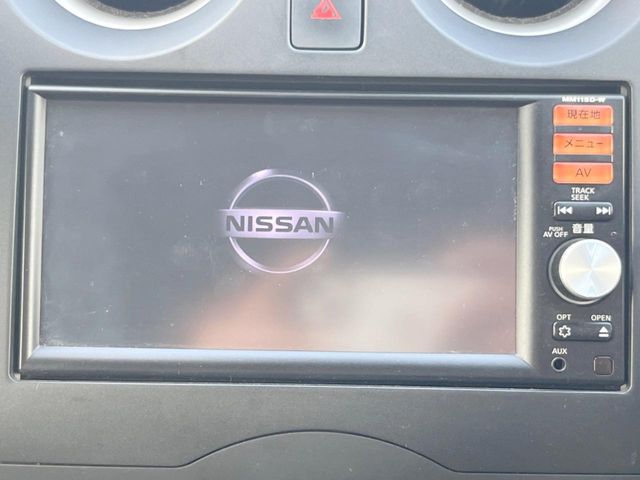 MM115D-W
現在地
メニュー
AV
TRACK
SEEK
PUSH
AV OFF
音量
NISSAN
OPT
OPEN
AUX